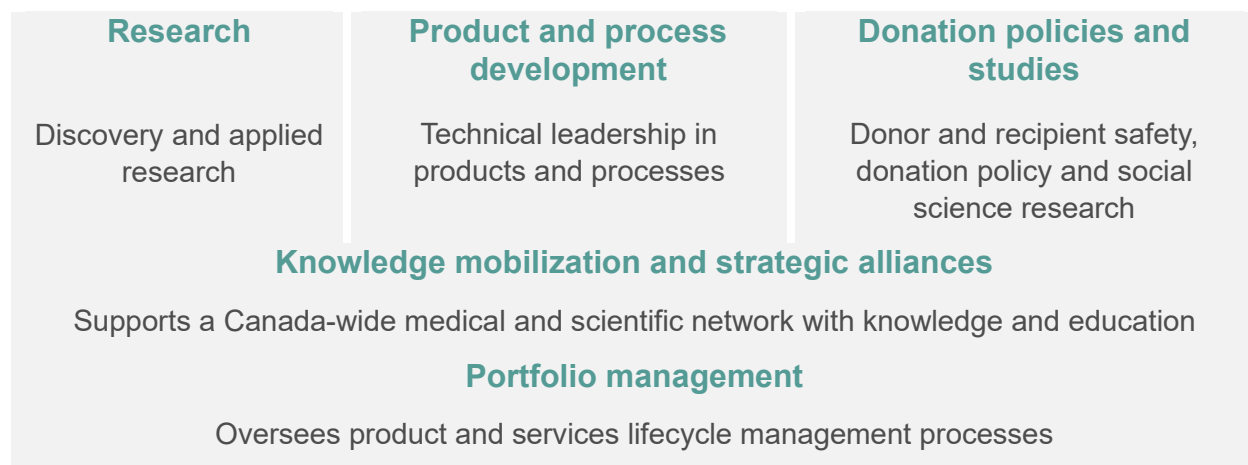 Research
Discovery and applied
research
Product and process
development
Technical leadership in
products and processes
Donation policies and
studies
Donor and recipient safety,
donation policy and social
science research
Knowledge mobilization and strategic alliances
Supports a Canada-wide medical and scientific network with knowledge and education
Portfolio management
Oversees product and services lifecycle management processes